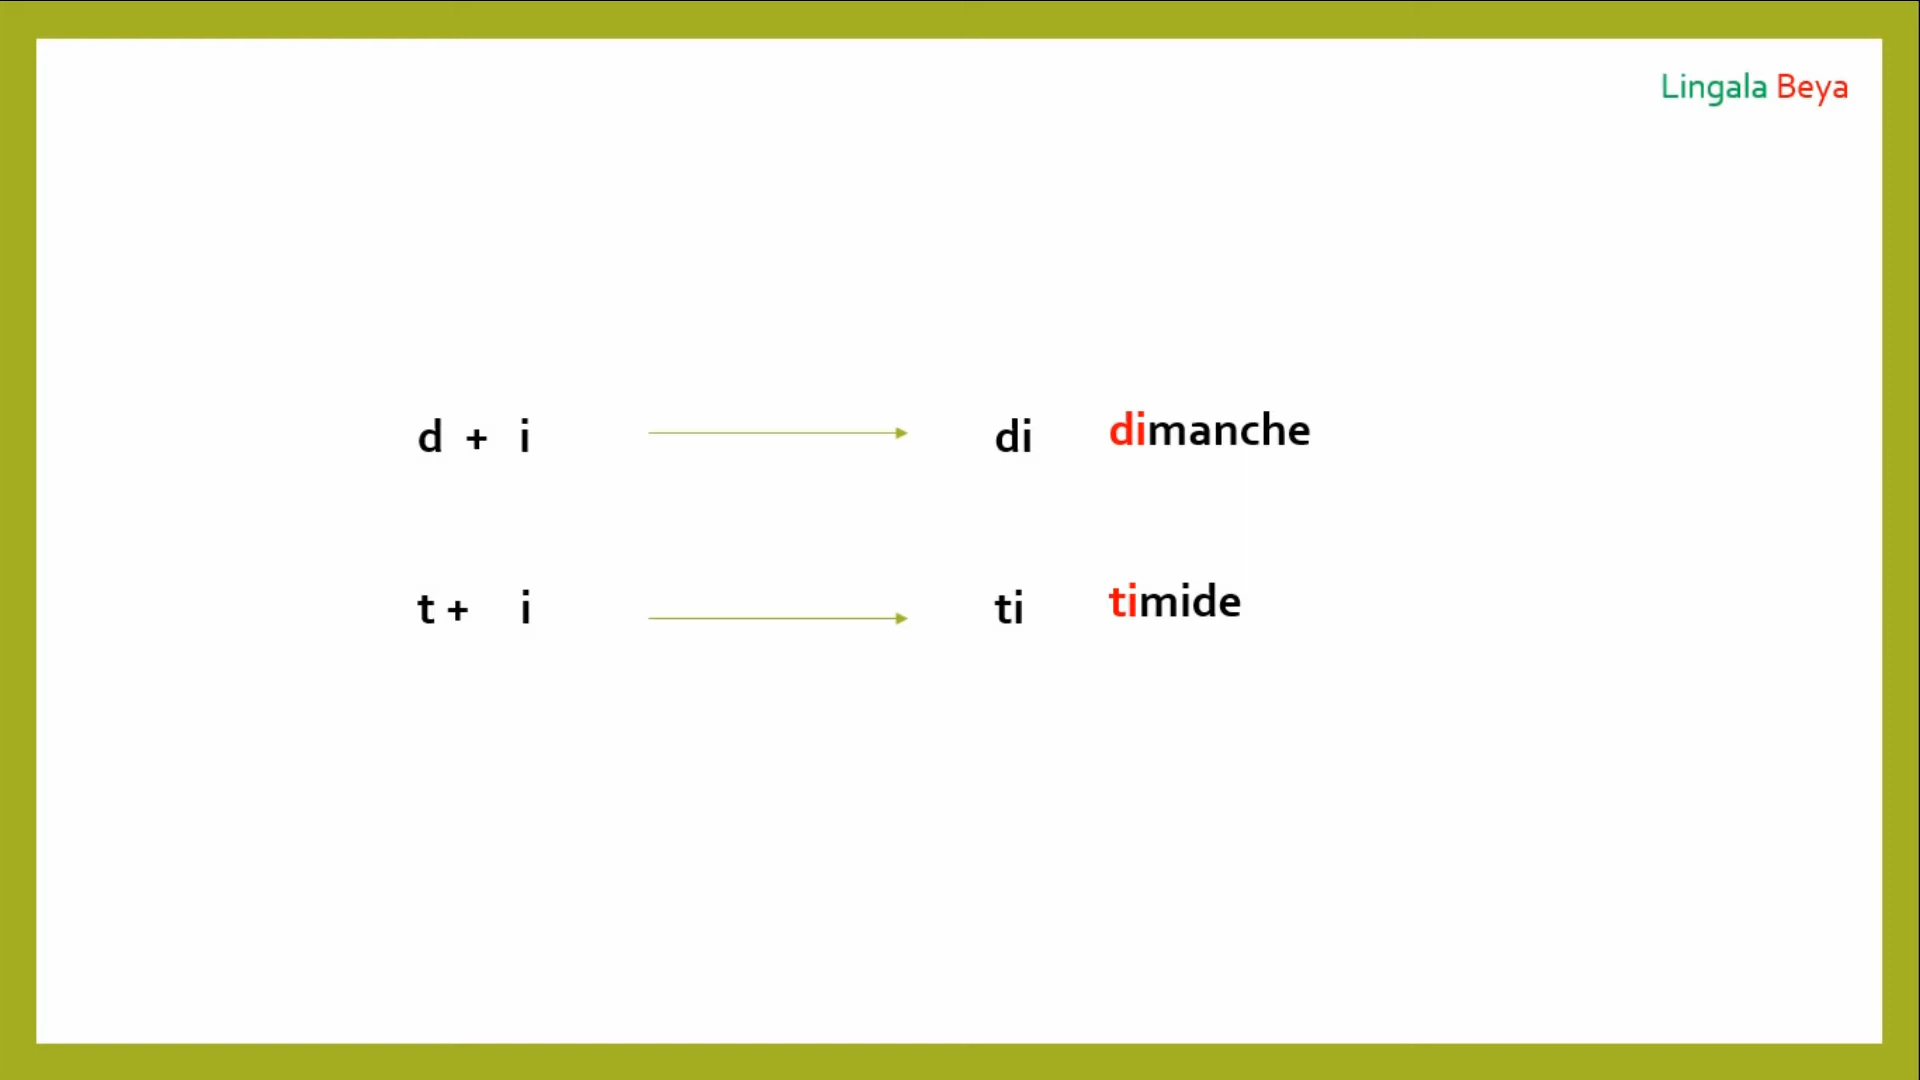 Lingala Beya
d + i di dimanche
t + i ti timide